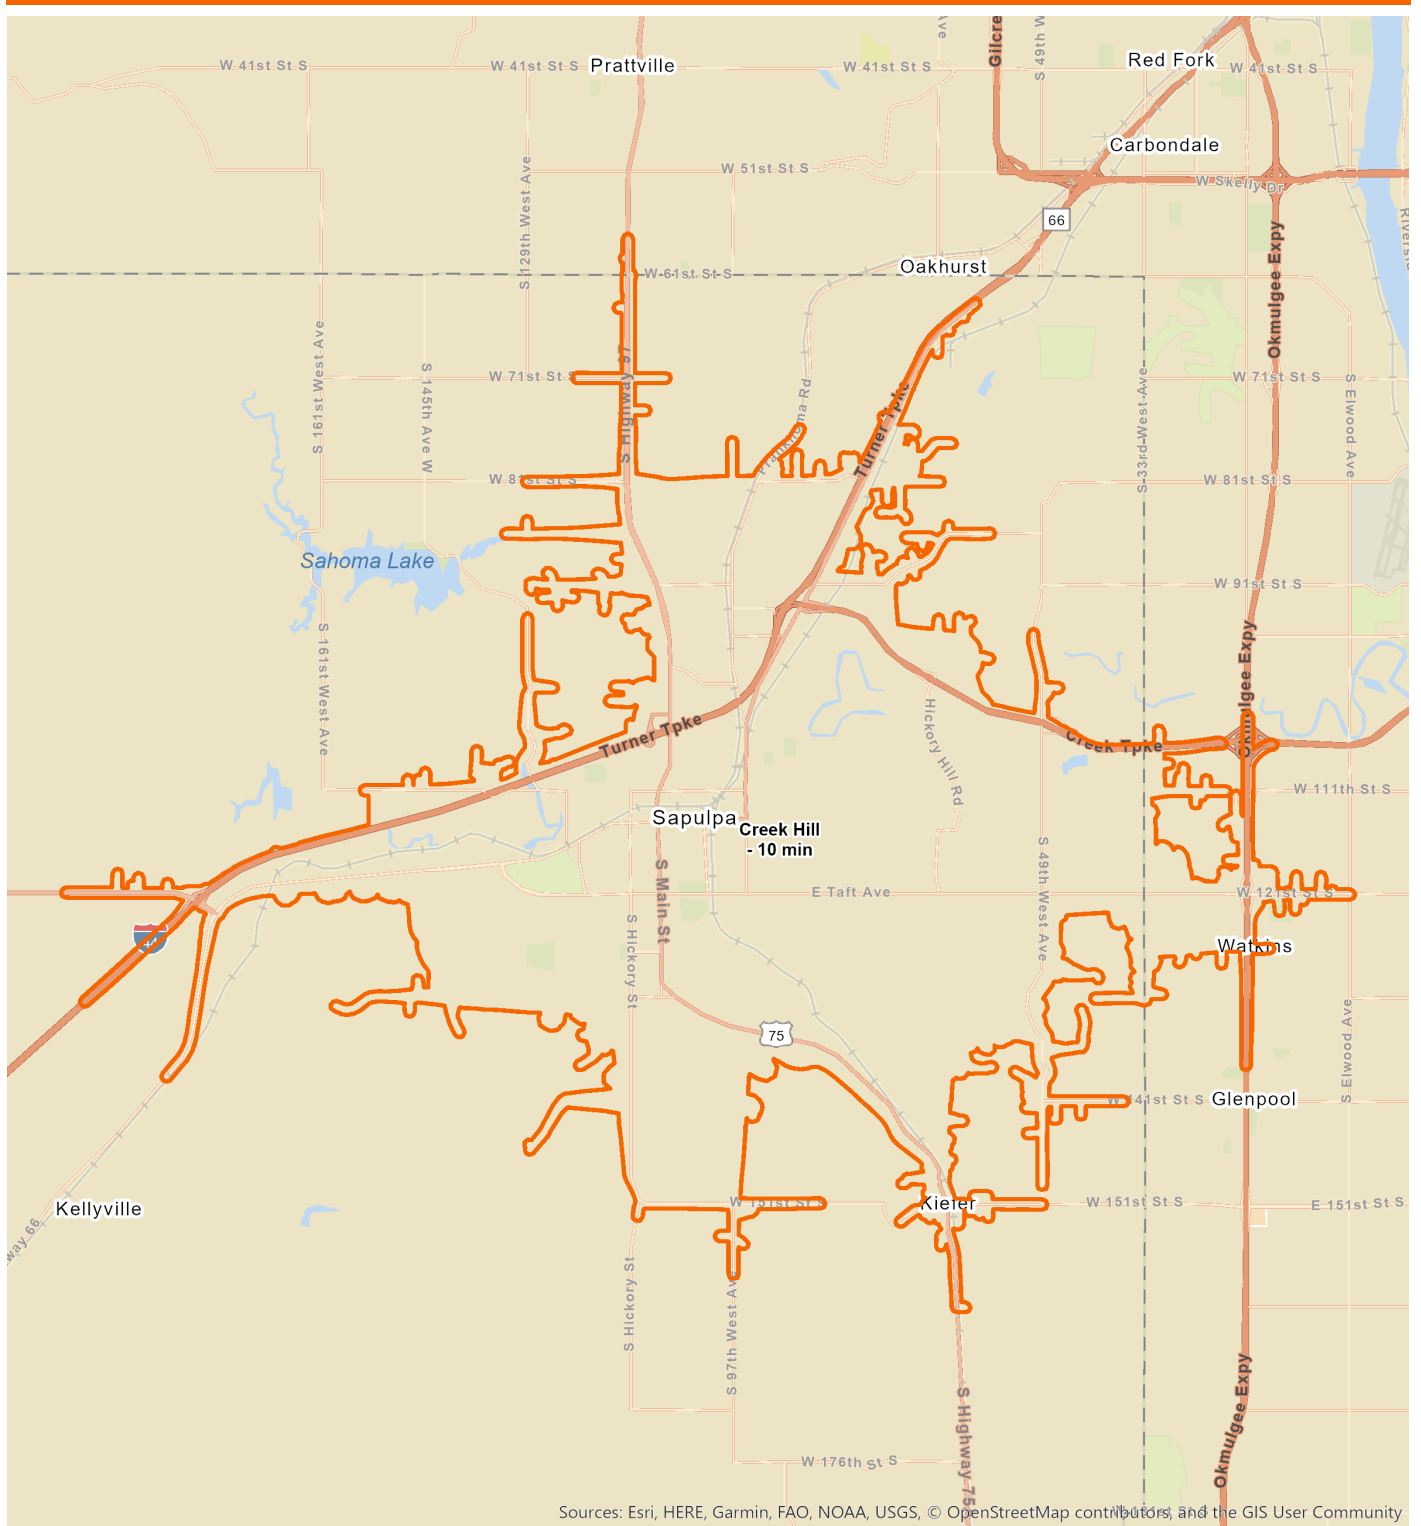 W 41st St S
W 41st St S
Prattville
W 41st St S
Ave
Gilcre
S 49th W
Red Fork
W 41st St S
Carbondale
W 51st St S
W Skelly Dr
S 129th West Ave
66
Riversi
W 61st St S
Oakhurst
Okmulgee Expy
S 161st West Ave
S 145th Ave W
W 71st St S
S Highway 97
Turner Tpke
S 33rd West Ave
W 71st St S
S Elwood Ave
W 81st St S
Frankhoma Rd
W 81st St S
Sahoma Lake
W 91st St S
S 161st West Ave
Okmulgee Expy
Turner Tpke
Hickory Hill Rd
Creek Tpke
W 111th St S
Sapulpa
Creek Hill
- 10 min
S Main St
E Taft Ave
S 49th West Ave
W 121st St S
44
S Hickory St
Watkins
75
S Elwood Ave
W 141st St S
Glenpool
Kellyville
W 151st St S
Kiefer
W 151st St S
E 151st St S
way 66
S Hickory St
S 97th West Ave
Okmulgee Expy
S Highway 75
W 176th St S
Sources: Esri, HERE, Garmin, FAO, NOAA, USGS, © OpenStreetMap contributors, and the GIS User Community